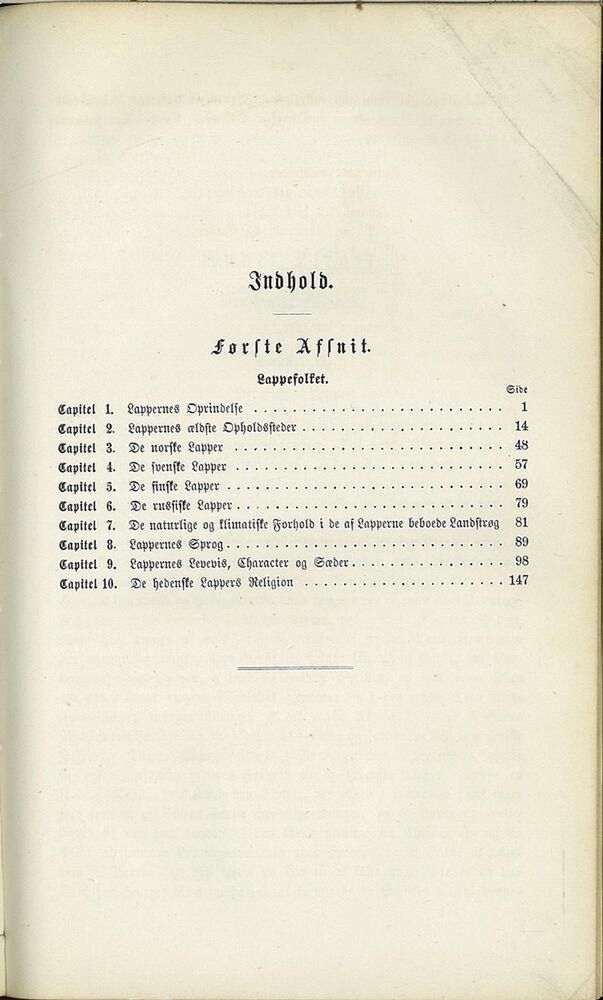 Indhold.
Første Afsnit.
Lappefolket.
Side
Capitel 1. Lappernes Oprindelse . . . . . . . . . . . . . . . . . . . . . . . . . 1
Capitel 2. Lappernes ældste Opholdssteder . . . . . . . . . . . . . . . . . . . . 14
Capitel 3. De norske Lapper . . . . . . . . . . . . . . . . . . . . . . . . . . . 48
Capitel 4. De svenske Lapper . . . . . . . . . . . . . . . . . . . . . . . . . . . 57
Capitel 5. De finske Lapper . . . . . . . . . . . . . . . . . . . . . . . . . . . . 69
Capitel 6. De russiske Lapper . . . . . . . . . . . . . . . . . . . . . . . . . . . 79
Capitel 7. De naturlige og klimatiske Forhold i de af Lapperne beboede Landstrøg 81
Capitel 8. Lappernes Sprog . . . . . . . . . . . . . . . . . . . . . . . . . . . . 89
Capitel 9. Lappernes Levevis, Charakter og Sæder . . . . . . . . . . . . . . . 98
Capitel 10. De hedenske Lappers Religion . . . . . . . . . . . . . . . . . . . . 147